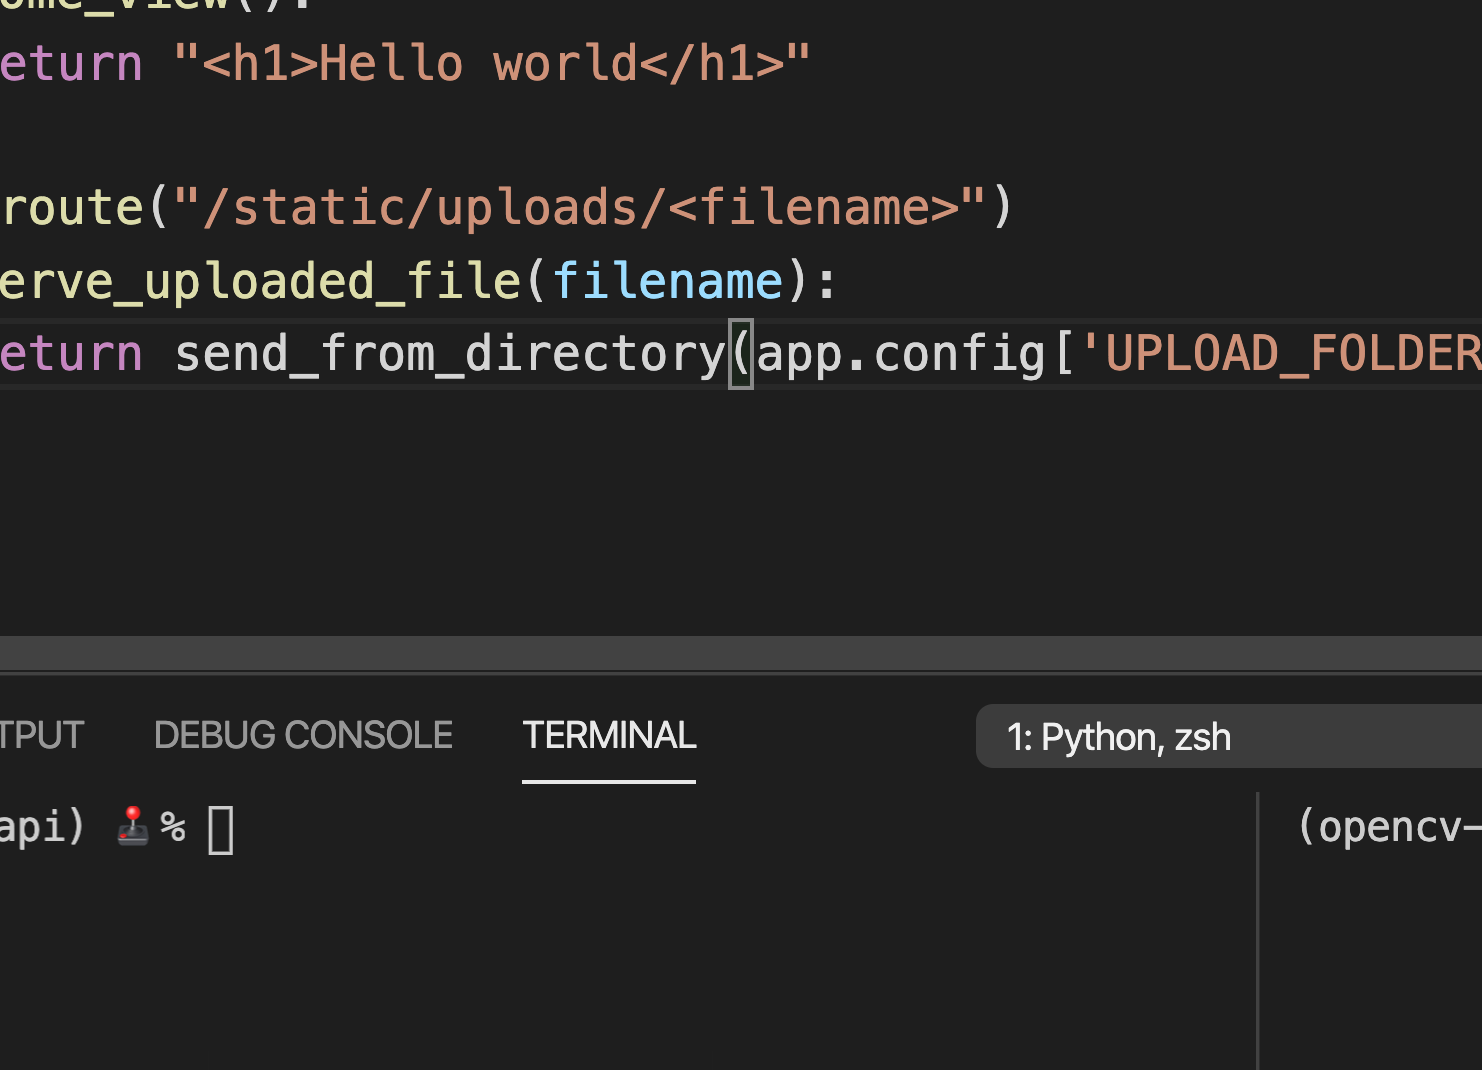 ome_view():
eturn "<h1>Hello world</h1>"
route("/static/uploads/<filename>")
erve_uploaded_file(filename):
eturn send_from_directory(app.config['UPLOAD_FOLDER
TPUT DEBUG CONSOLE TERMINAL 1: Python, zsh
api) 🕹️% (opencv-